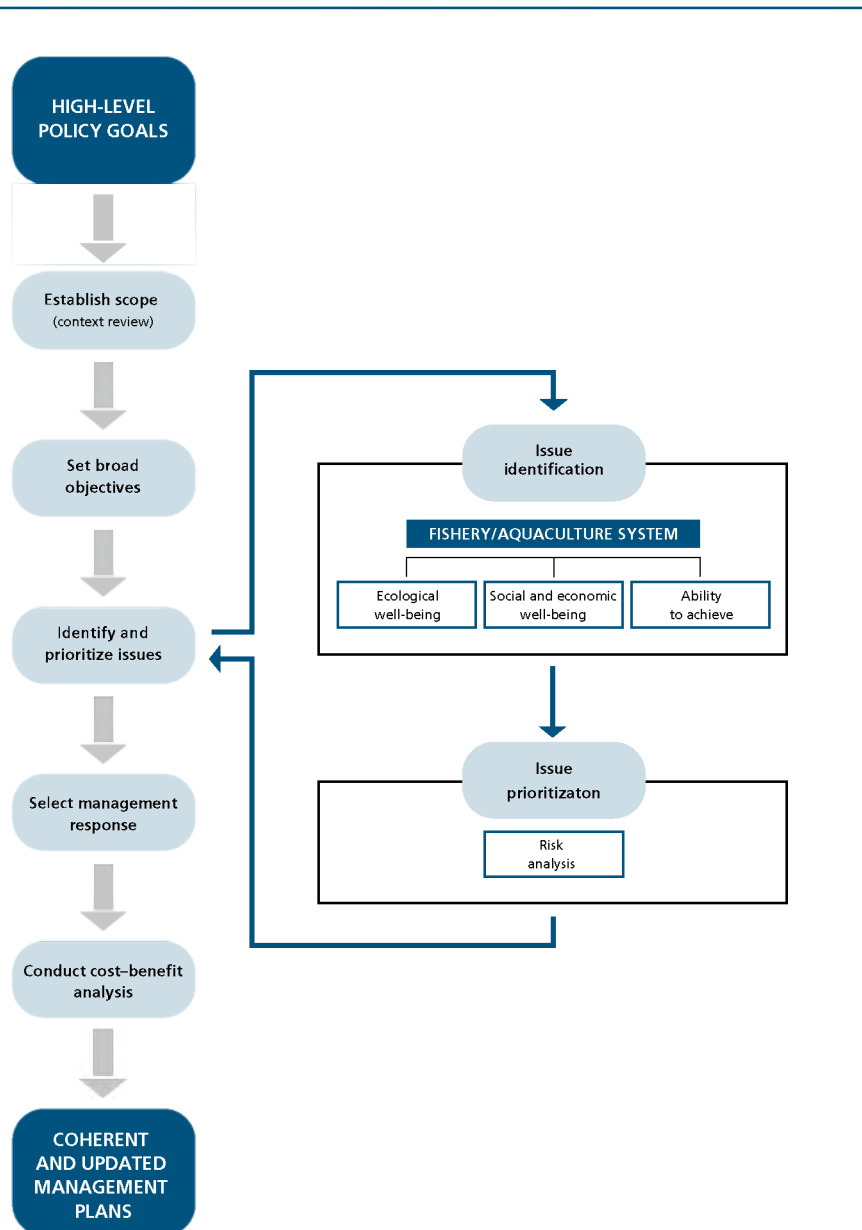 HIGH-LEVEL
POLICY GOALS
Establish scope
(context review)
Set broad
objectives
Identify and
prioritize issues
Select management
response
Conduct cost–benefit
analysis
COHERENT
AND UPDATED
MANAGEMENT
PLANS
Issue
identification
FISHERY/AQUACULTURE SYSTEM
Ecological
well-being
Social and economic
well-being
Ability
to achieve
Issue
prioritizaton
Risk
analysis